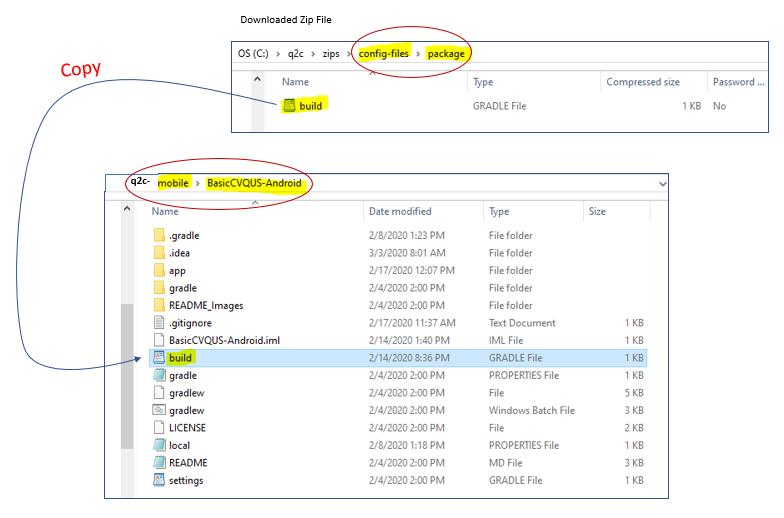 Downloaded Zip File
OS (C:) > q2c > zips > config-files > package
Copy
Name Type Compressed size Password ...
build GRADLE File 1 KB No
q2c- mobile > BasicCVQUS-Android
Name Date modified Type Size
.gradle 2/8/2020 1:23 PM File folder
.idea 3/3/2020 8:01 AM File folder
app 2/17/2020 12:07 PM File folder
gradle 2/4/2020 2:00 PM File folder
README_Images 2/4/2020 2:00 PM File folder
.gitignore 2/17/2020 11:37 AM Text Document 1 KB
BasicCVQUS-Android.iml 2/14/2020 1:40 PM IML File 1 KB
build 2/14/2020 8:36 PM GRADLE File 1 KB
gradle 2/4/2020 2:00 PM PROPERTIES File 1 KB
gradlew 2/4/2020 2:00 PM File 5 KB
gradlew 2/4/2020 2:00 PM Windows Batch File 3 KB
LICENSE 2/4/2020 2:00 PM File 2 KB
local 2/8/2020 1:18 PM PROPERTIES File 1 KB
README 2/4/2020 2:00 PM MD File 3 KB
settings 2/4/2020 2:00 PM GRADLE File 1 KB